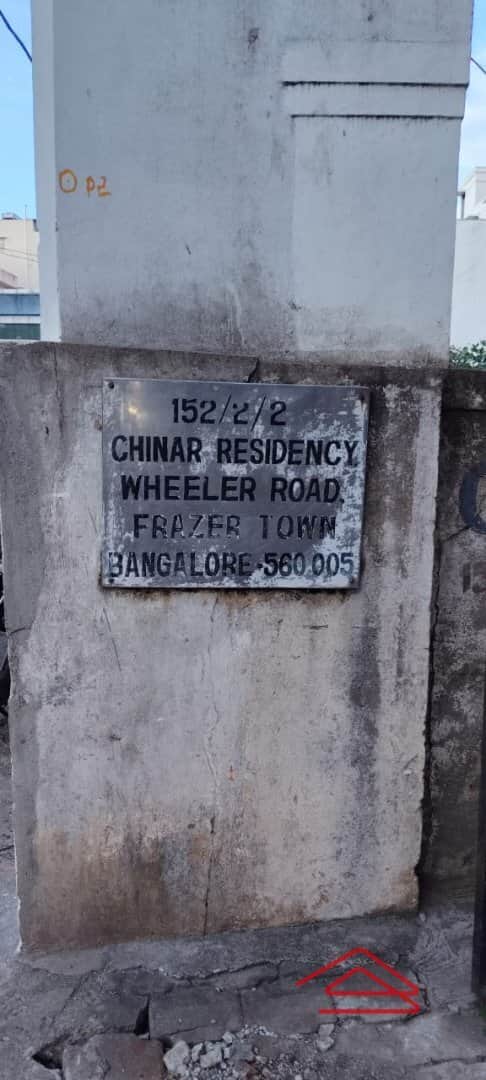 O p2
152/2/2
CHINAR RESIDENCY
WHEELER ROAD,
FRAZER TOWN
BANGALORE-560 005